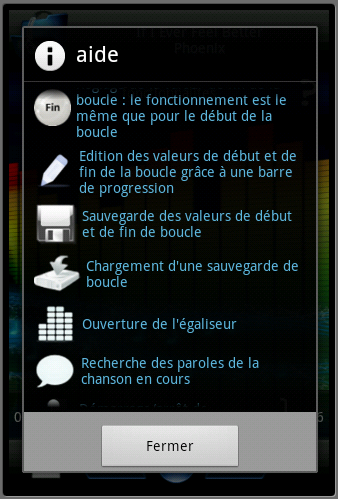 If I Ever Feel Better
Phoenix
aide
Fin
boucle : le fonctionnement est le
même que pour le début de la
boucle
Edition des valeurs de début et de
fin de la boucle grâce à une barre
de progression
Sauvegarde des valeurs de début
et de fin de boucle
Chargement d'une sauvegarde de
boucle
Ouverture de l'égaliseur
Recherche des paroles de la
chanson en cours
Fermer